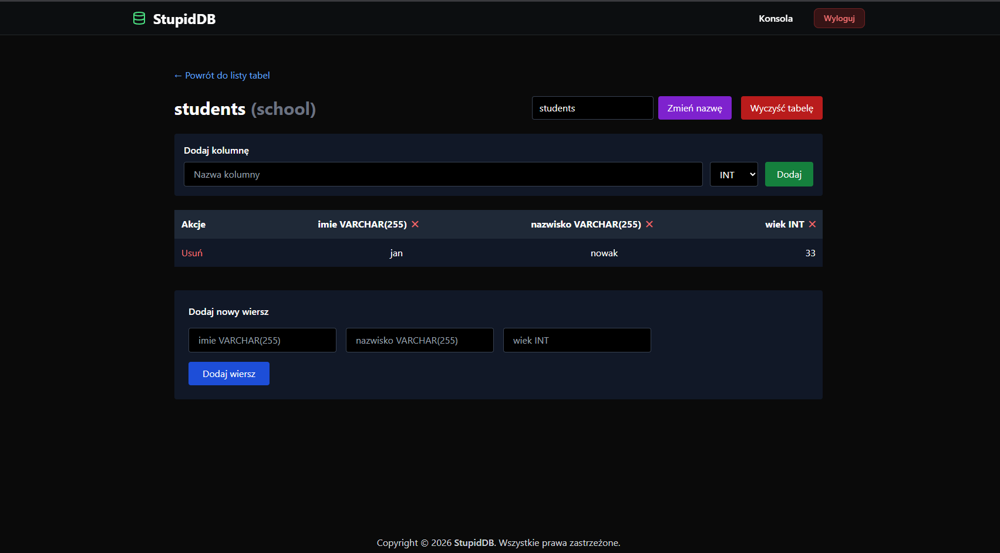 StupidDB
Konsola
Wyloguj
← Powrót do listy tabel
students (school)
students
Zmień nazwę
Wyczyść tabelę
Dodaj kolumnę
Nazwa kolumny
INT
Dodaj
Akcje imie VARCHAR(255) ✕ nazwisko VARCHAR(255) ✕ wiek INT ✕
Usuń jan nowak 33
Dodaj nowy wiersz
imie VARCHAR(255)
nazwisko VARCHAR(255)
wiek INT
Dodaj wiersz
Copyright © 2026 StupidDB. Wszystkie prawa zastrzeżone.